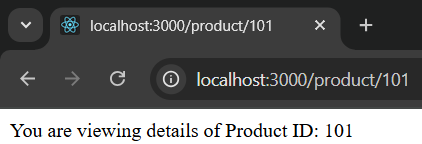 localhost:3000/product/101
localhost:3000/product/101
You are viewing details of Product ID: 101